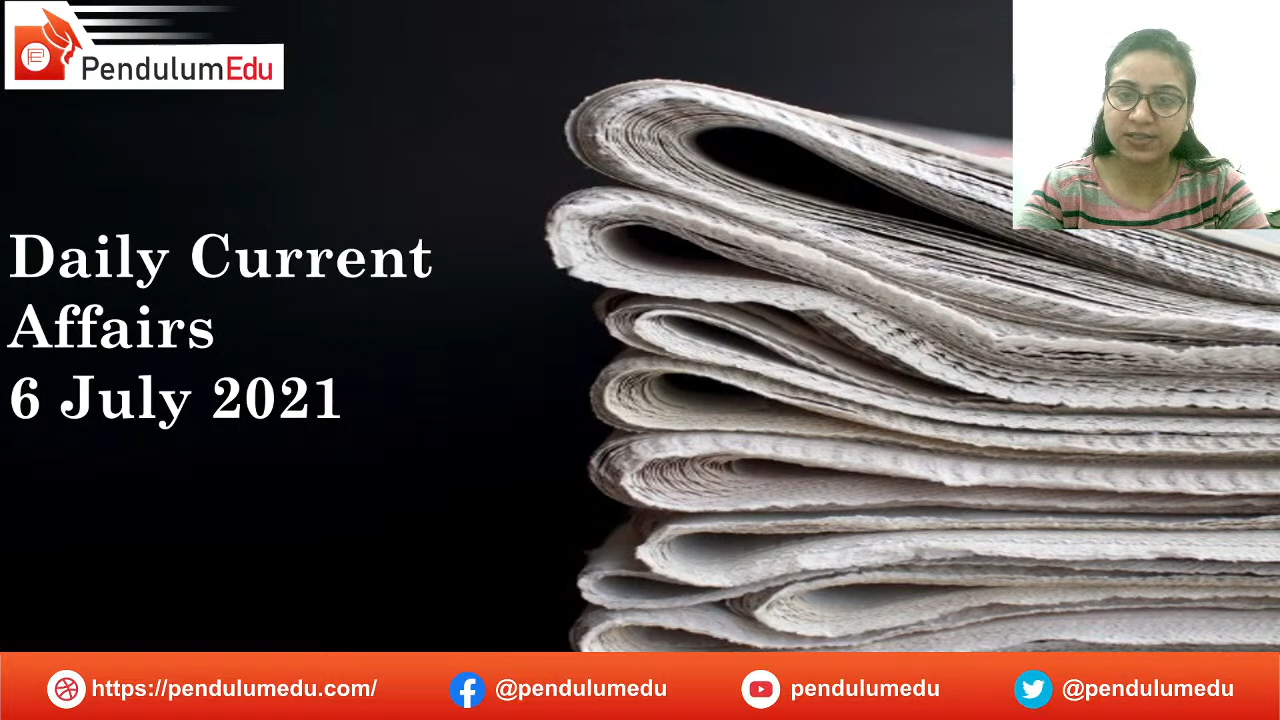 PendulumEdu
Daily Current
Affairs
6 July 2021
https://pendulumedu.com/
@pendulumedu
pendulumedu
@pendulumedu